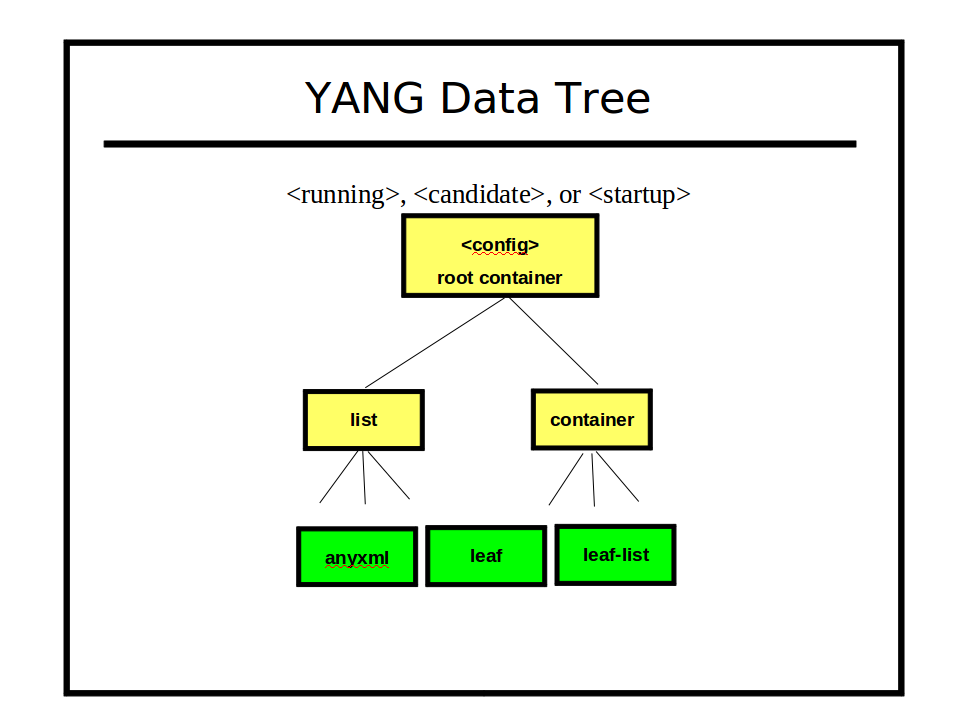 YANG Data Tree
<running>, <candidate>, or <startup>
<config>
root container
list
container
anyxml
leaf
leaf-list